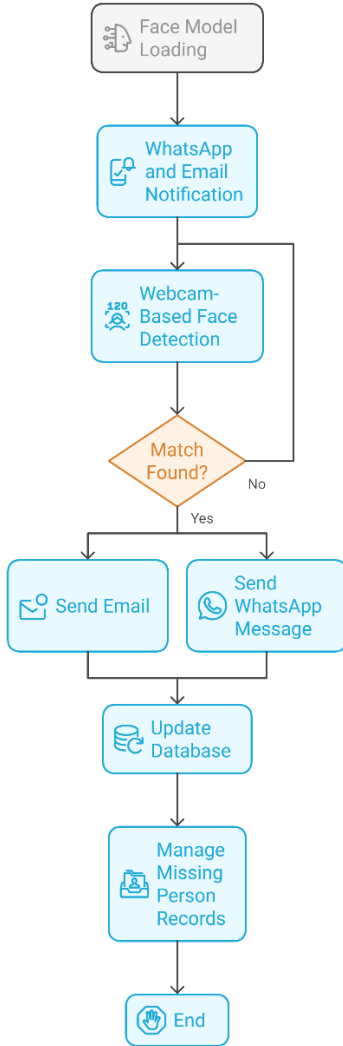 Face Model
Loading
WhatsApp
and Email
Notification
120
Webcam-
Based Face
Detection
Match
Found?
No
Yes
Send Email
Send
WhatsApp
Message
Update
Database
Manage
Missing
Person
Records
End